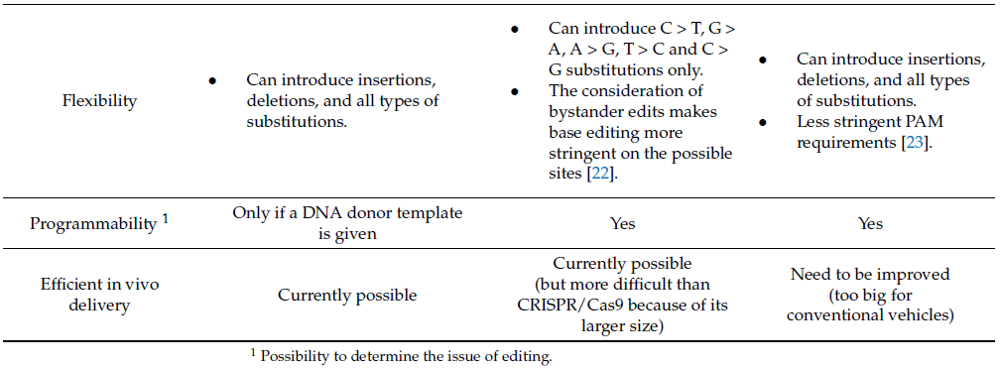 Flexibility
● Can introduce insertions,
deletions, and all types of
substitutions.
● Can introduce C > T, G >
A, A > G, T > C and C >
G substitutions only.
● The consideration of
bystander edits makes
base editing more
stringent on the possible
sites [22].
● Can introduce insertions,
deletions, and all types
of substitutions.
● Less stringent PAM
requirements [23].
Programmability 1
Only if a DNA donor template
is given
Yes
Yes
Efficient in vivo
delivery
Currently possible
Currently possible
(but more difficult than
CRISPR/Cas9 because of its
larger size)
Need to be improved
(too big for
conventional vehicles)
1 Possibility to determine the issue of editing.